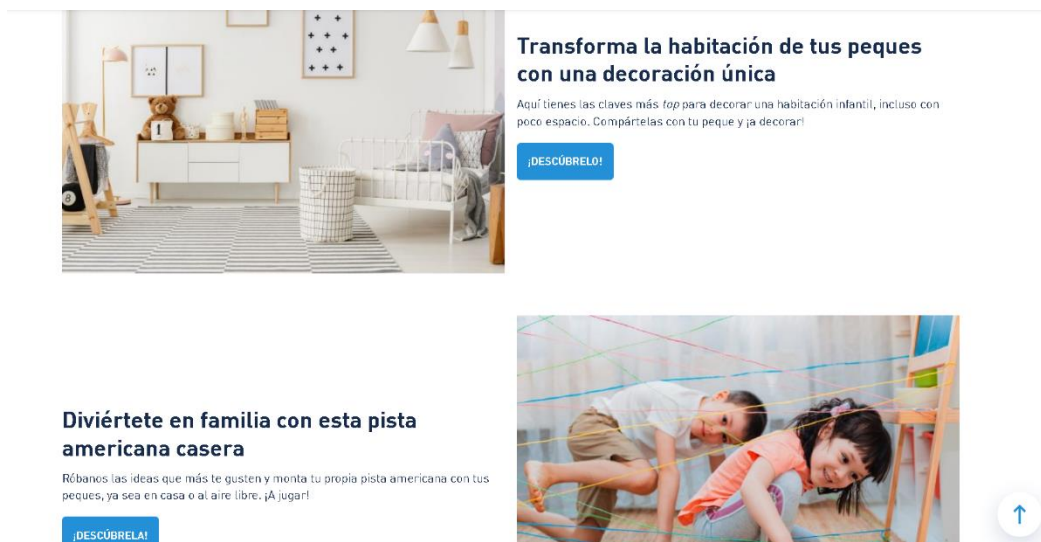 Transforma la habitación de tus peques
con una decoración única
Aquí tienes las claves más top para decorar una habitación infantil, incluso con
poco espacio. Compártelas con tu peque y ¡a decorar!
¡DESCÚBRELO!
1
8
Diviértete en familia con esta pista
americana casera
Róbanos las ideas que más te gusten y monta tu propia pista americana con tus
peques, ya sea en casa o al aire libre. ¡A jugar!
¡DESCÚBRELA!